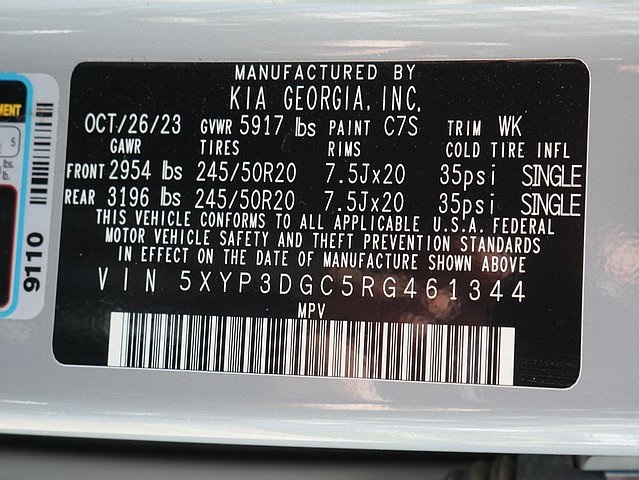 MANUFACTURED BY
KIA GEORGIA, INC,
OCT/26/23 GVWR 5917 lbs PAINT C7S TRIM WK
GAWR TIRES RIMS COLD TIRE INFL
FRONT 2954 lbs 245/50R20 7.5Jx20 35psi SINGLE
REAR 3196 lbs 245/50R20 7.5Jx20 35psi SINGLE
THIS VEHICLE CONFORMS TO ALL APPLICABLE U.S.A. FEDERAL
MOTOR VEHICLE SAFETY AND THEFT PREVENTION STANDARDS
IN EFFECT ON THE DATE OF MANUFACTURE SHOWN ABOVE
VIN 5XYP3DGC5RG461344
MPV
9110
5
lbs.